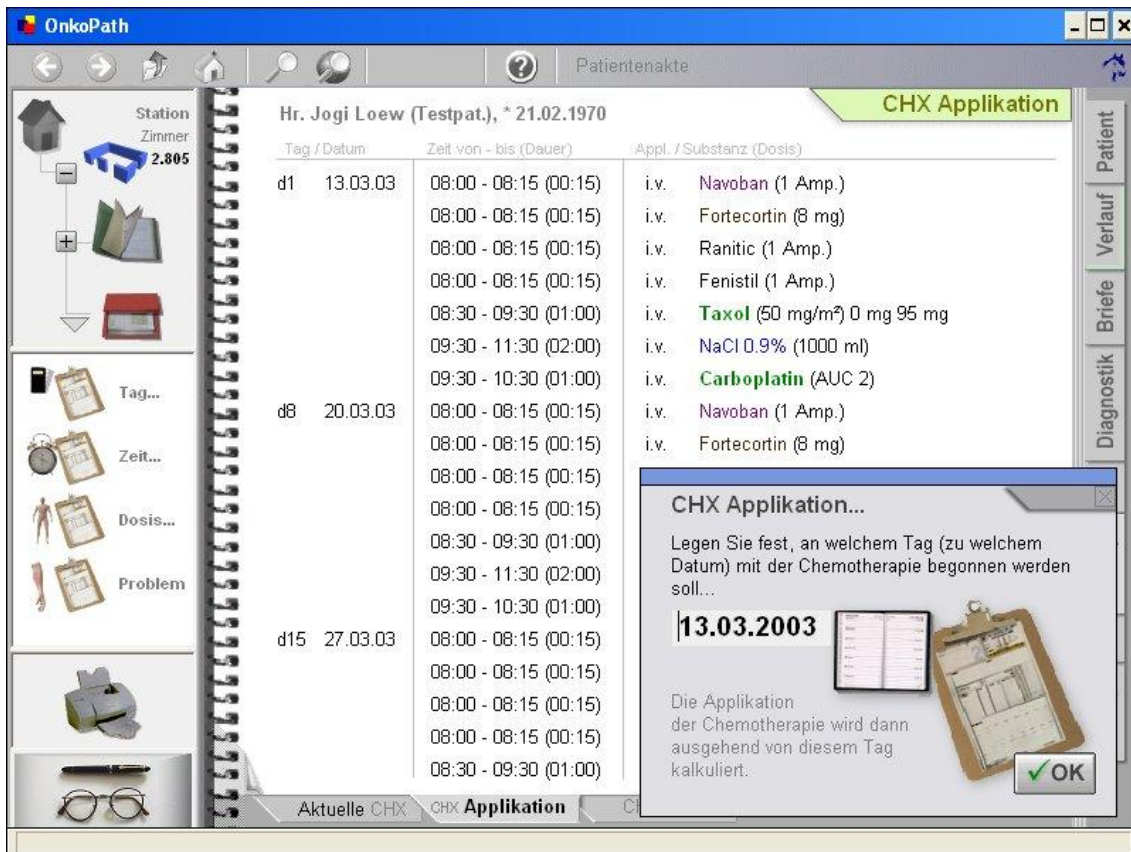 OnkoPath
Patientenakte
Station
Zimmer
2.805
Tag...
Zeit...
Dosis...
Problem
Hr. Jogi Loew (Testpat.), * 21.02.1970
CHX Applikation
Tag / Datum Zeit von - bis (Dauer) Appl. / Substanz (Dosis)
d1 13.03.03 08:00 - 08:15 (00:15) i.v. Navoban (1 Amp.)
08:00 - 08:15 (00:15) i.v. Fortecortin (8 mg)
08:00 - 08:15 (00:15) i.v. Ranitic (1 Amp.)
08:00 - 08:15 (00:15) i.v. Fenistil (1 Amp.)
08:30 - 09:30 (01:00) i.v. Taxol (50 mg/m²) 0 mg 95 mg
09:30 - 11:30 (02:00) i.v. NaCl 0.9% (1000 ml)
09:30 - 10:30 (01:00) i.v. Carboplatin (AUC 2)
d8 20.03.03 08:00 - 08:15 (00:15) i.v. Navoban (1 Amp.)
08:00 - 08:15 (00:15) i.v. Fortecortin (8 mg)
08:00 - 08:15 (00:15)
08:00 - 08:15 (00:15)
08:30 - 09:30 (01:00)
09:30 - 11:30 (02:00)
09:30 - 10:30 (01:00)
d15 27.03.03 08:00 - 08:15 (00:15)
08:00 - 08:15 (00:15)
08:00 - 08:15 (00:15)
08:00 - 08:15 (00:15)
08:30 - 09:30 (01:00)
CHX Applikation...
Legen Sie fest, an welchem Tag (zu welchem
Datum) mit der Chemotherapie begonnen werden
soll...
13.03.2003
Die Applikation
der Chemotherapie wird dann
ausgehend von diesem Tag
kalkuliert.
OK
Aktuelle CHX
CHX Applikation
Patient
Verlauf
Briefe
Diagnostik